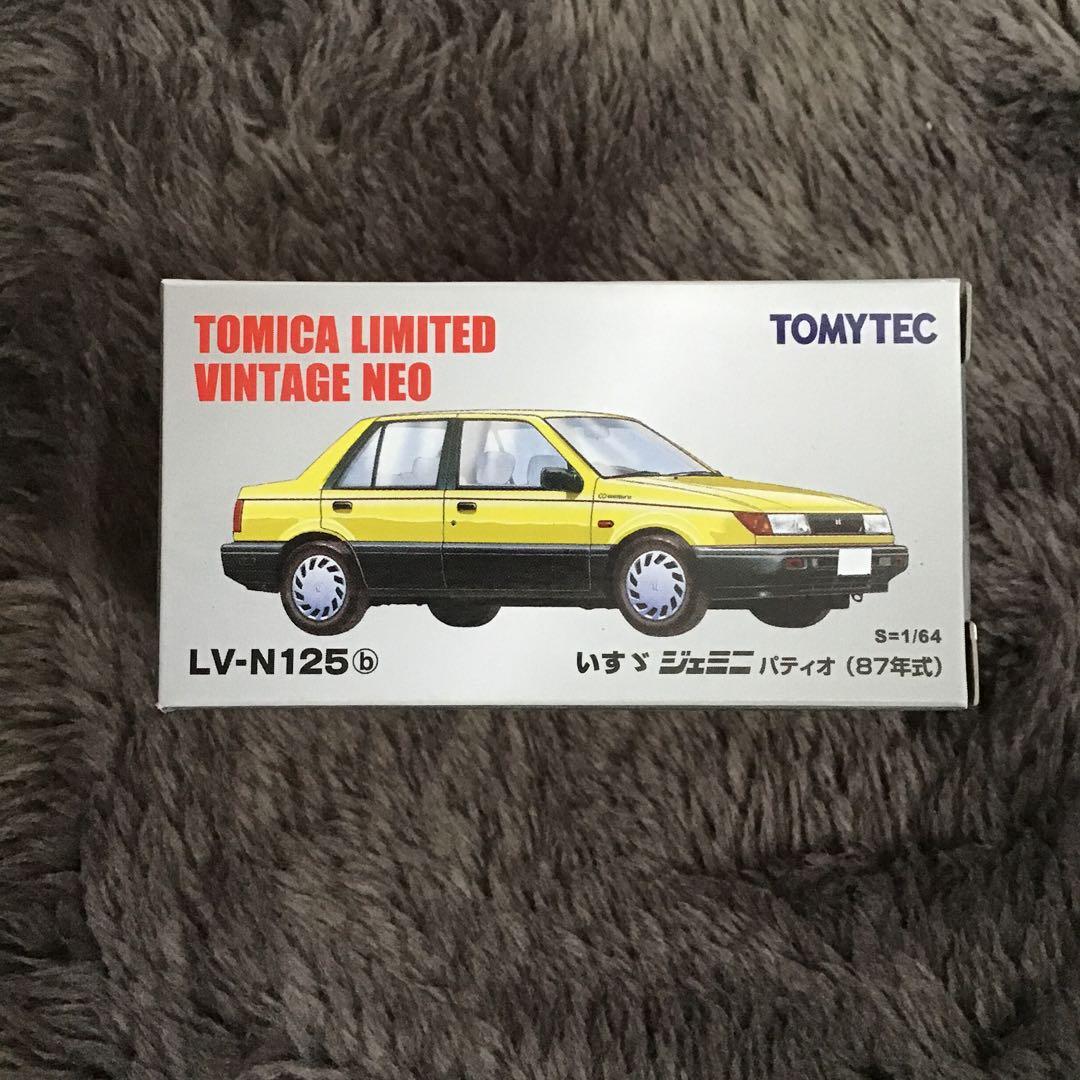 TOMICA LIMITED
VINTAGE NEO
TOMYTEC
S=1/64
LV-N125ⓑ
いすゞ ジェミニ パティオ (87年式)